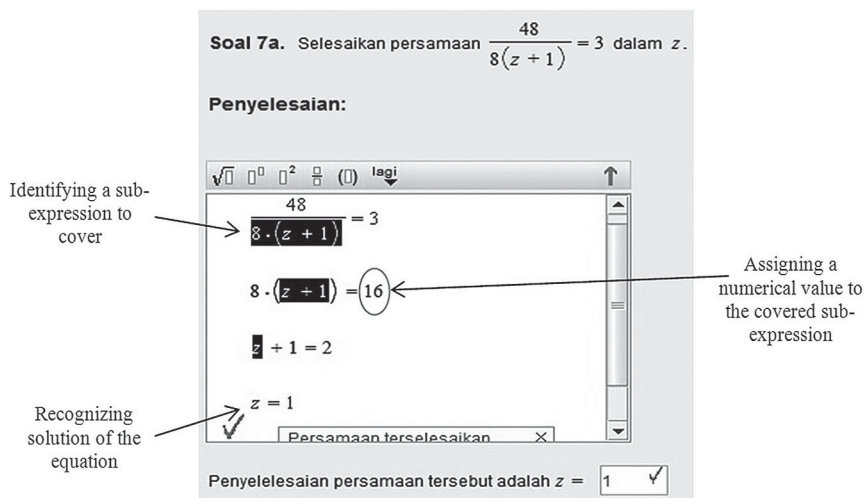 Soal 7a. Selesaikan persamaan 48 / 8(z + 1) = 3 dalam z.
Penyelesaian:
√▯ ▯^▯ ▯² ▯/▯ (▯) lagi
Identifying a sub-
expression to
cover
48 / 8 · (z + 1) = 3
8 · (z + 1) = 16
Assigning a
numerical value to
the covered sub-
expression
z + 1 = 2
z = 1
Recognizing
solution of the
equation
Persamaan terselesaikan
Penyelelesaian persamaan tersebut adalah z = 1